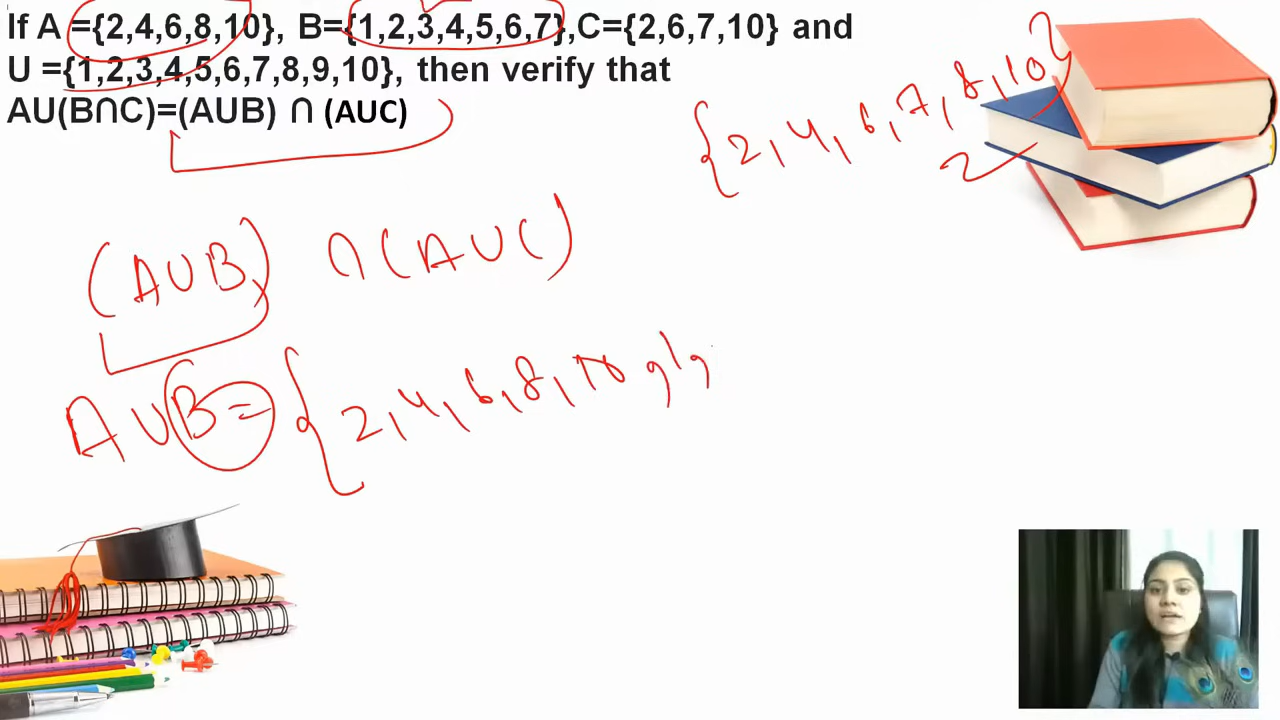 If A ={2,4,6,8,10}, B={1,2,3,4,5,6,7},C={2,6,7,10} and
U ={1,2,3,4,5,6,7,8,9,10}, then verify that
AU(B∩C)=(AUB) ∩ (AUC)
{2,4,6,7,8,10}
(AUB) ∩ (AUC)
AUB = {2,4,6,8,10,1,